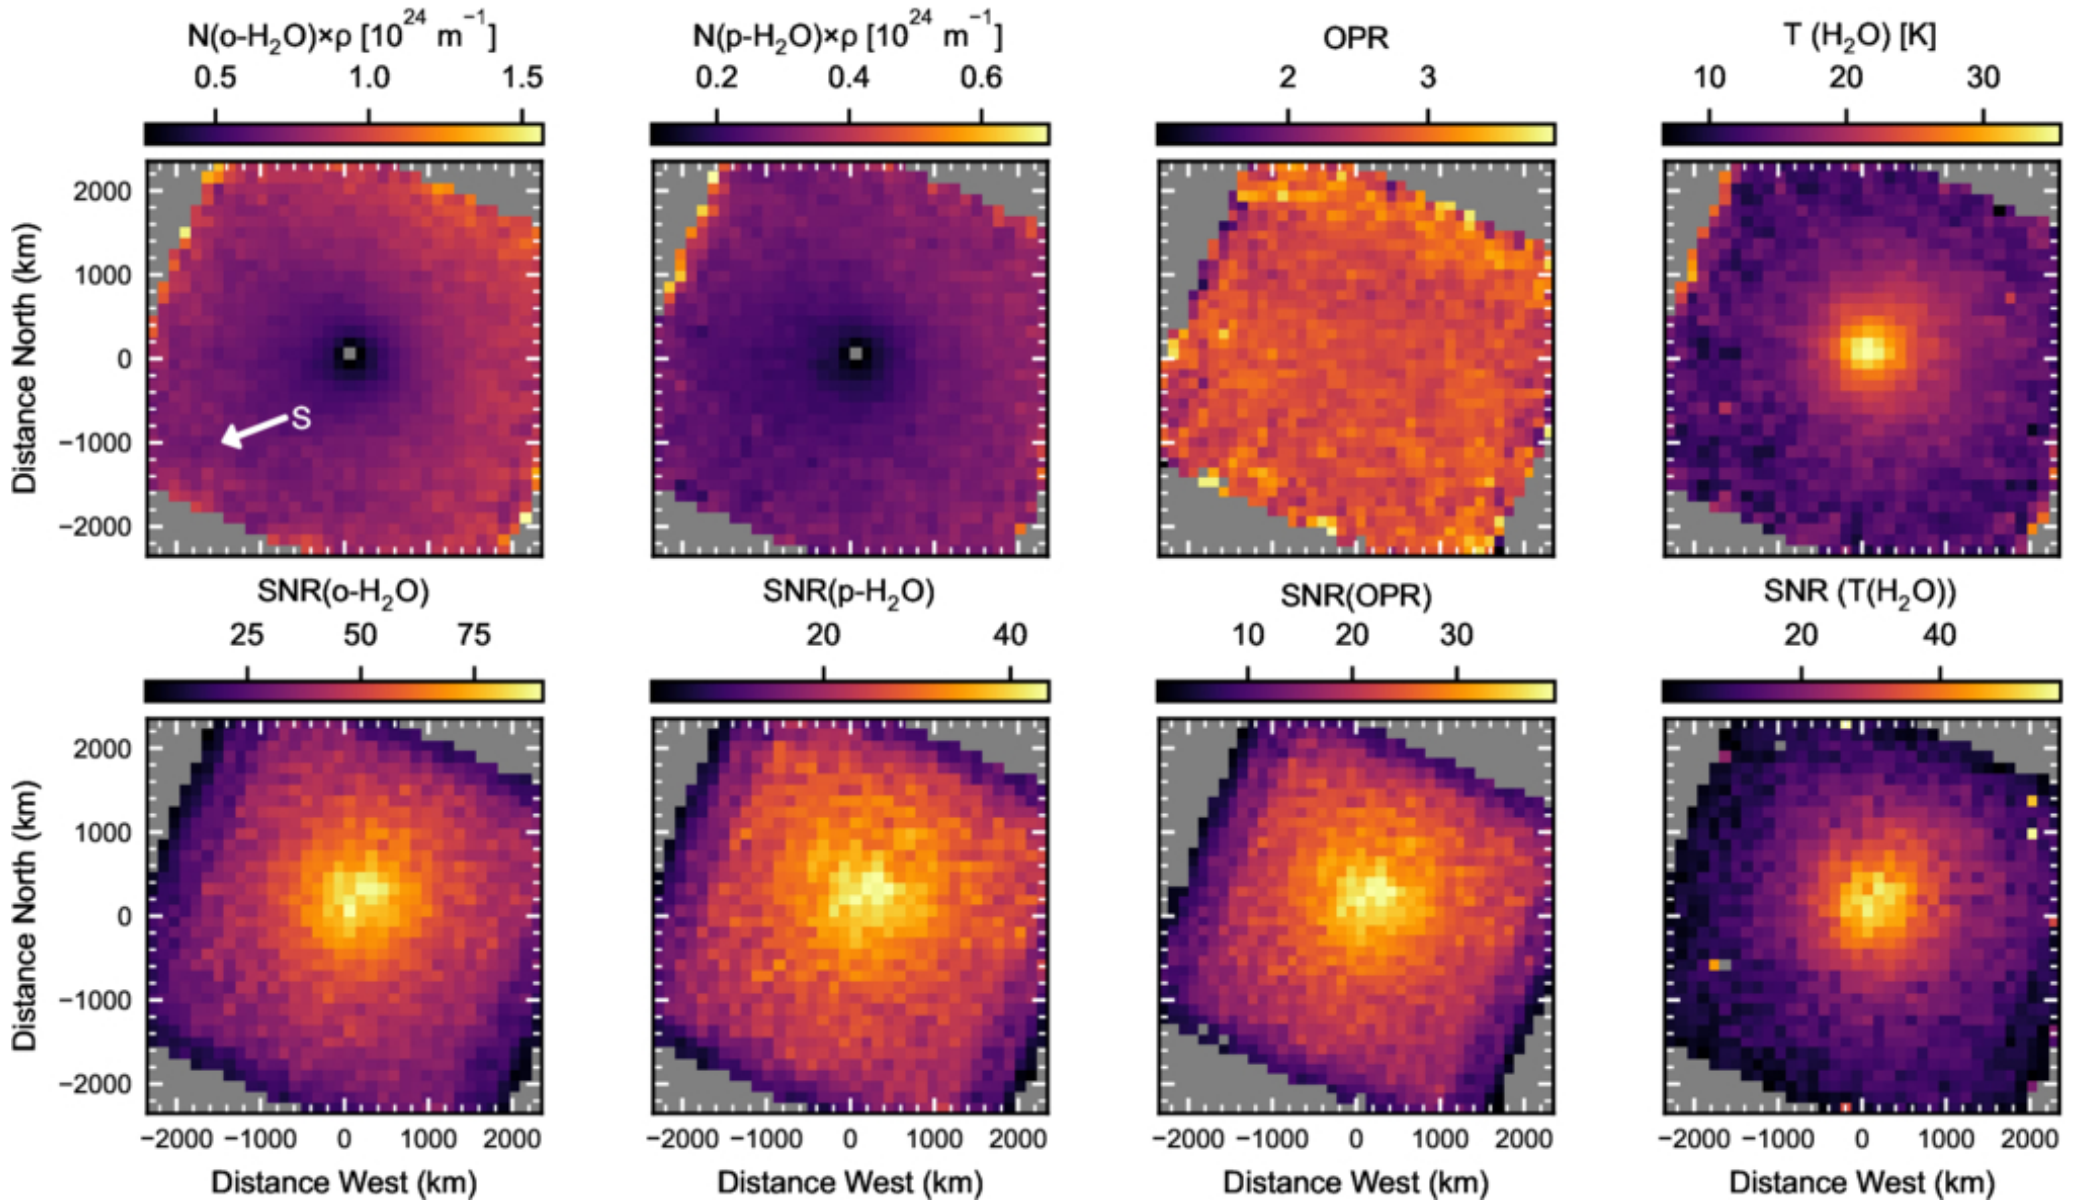 N(o-H₂O)×ρ [10²⁴ m⁻¹] N(p-H₂O)×ρ [10²⁴ m⁻¹] OPR T (H₂O) [K]
0.5 1.0 1.5 0.2 0.4 0.6 2 3 10 20 30
2000
1000
0
−1000
−2000
Distance North (km)
S
SNR(o-H₂O) SNR(p-H₂O) SNR(OPR) SNR (T(H₂O))
25 50 75 20 40 10 20 30 20 40
2000
1000
0
−1000
−2000
Distance North (km)
−2000 −1000 0 1000 2000 −2000 −1000 0 1000 2000 −2000 −1000 0 1000 2000 −2000 −1000 0 1000 2000
Distance West (km) Distance West (km) Distance West (km) Distance West (km)